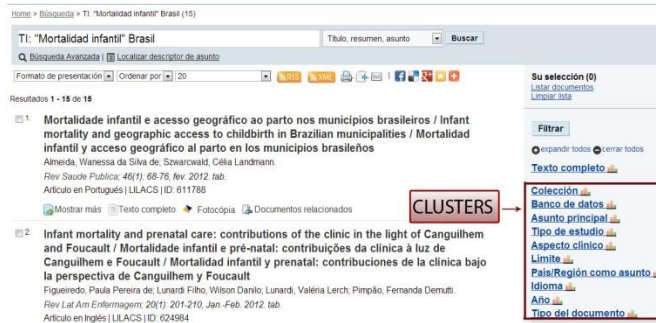 Home > Búsqueda > TI: "Mortalidad infantil" Brasil (15)
TI: "Mortalidad infantil" Brasil
Título, resumen, asunto
Buscar
Búsqueda Avanzada | Localizar descriptor de asunto
Formato de presentación Ordenar por 20 RSS XML
Resultados 1 - 15 de 15
1. Mortalidade infantil e acesso geográfico ao parto nos municípios brasileiros / Infant
mortality and geographic access to childbirth in Brazilian municipalities / Mortalidad
infantil y acceso geográfico al parto en los municipios brasileños
Almeida, Wanessa da Silva de; Szwarcwald, Célia Landmann.
Rev Saude Publica; 46(1): 68-76, fev. 2012. tab.
Artículo en Portugués | LILACS | ID: 611788
Mostrar más Texto completo Fotocópia Documentos relacionados
2. Infant mortality and prenatal care: contributions of the clinic in the light of Canguilhem
and Foucault / Mortalidade infantil e pré-natal: contribuições da clínica à luz de
Canguilhem e Foucault / Mortalidad infantil y prenatal: contribuciones de la clínica bajo
la perspectiva de Canguilhem y Foucault
Figueiredo, Paula Pereira de; Lunardi Filho, Wilson Danilo; Lunardi, Valéria Lerch; Pimpão, Fernanda Demutti.
Rev Lat Am Enfermagem; 20(1): 201-210, Jan.-Feb. 2012. tab.
Artículo en Inglés | LILACS | ID: 624984
CLUSTERS
Su selección (0)
Listar documentos
Limpiar lista
Filtrar
expandir todos cerrar todos
Texto completo
Colección
Banco de datos
Asunto principal
Tipo de estudio
Aspecto clínico
Límite
País/Región como asunto
Idioma
Año
Tipo del documento